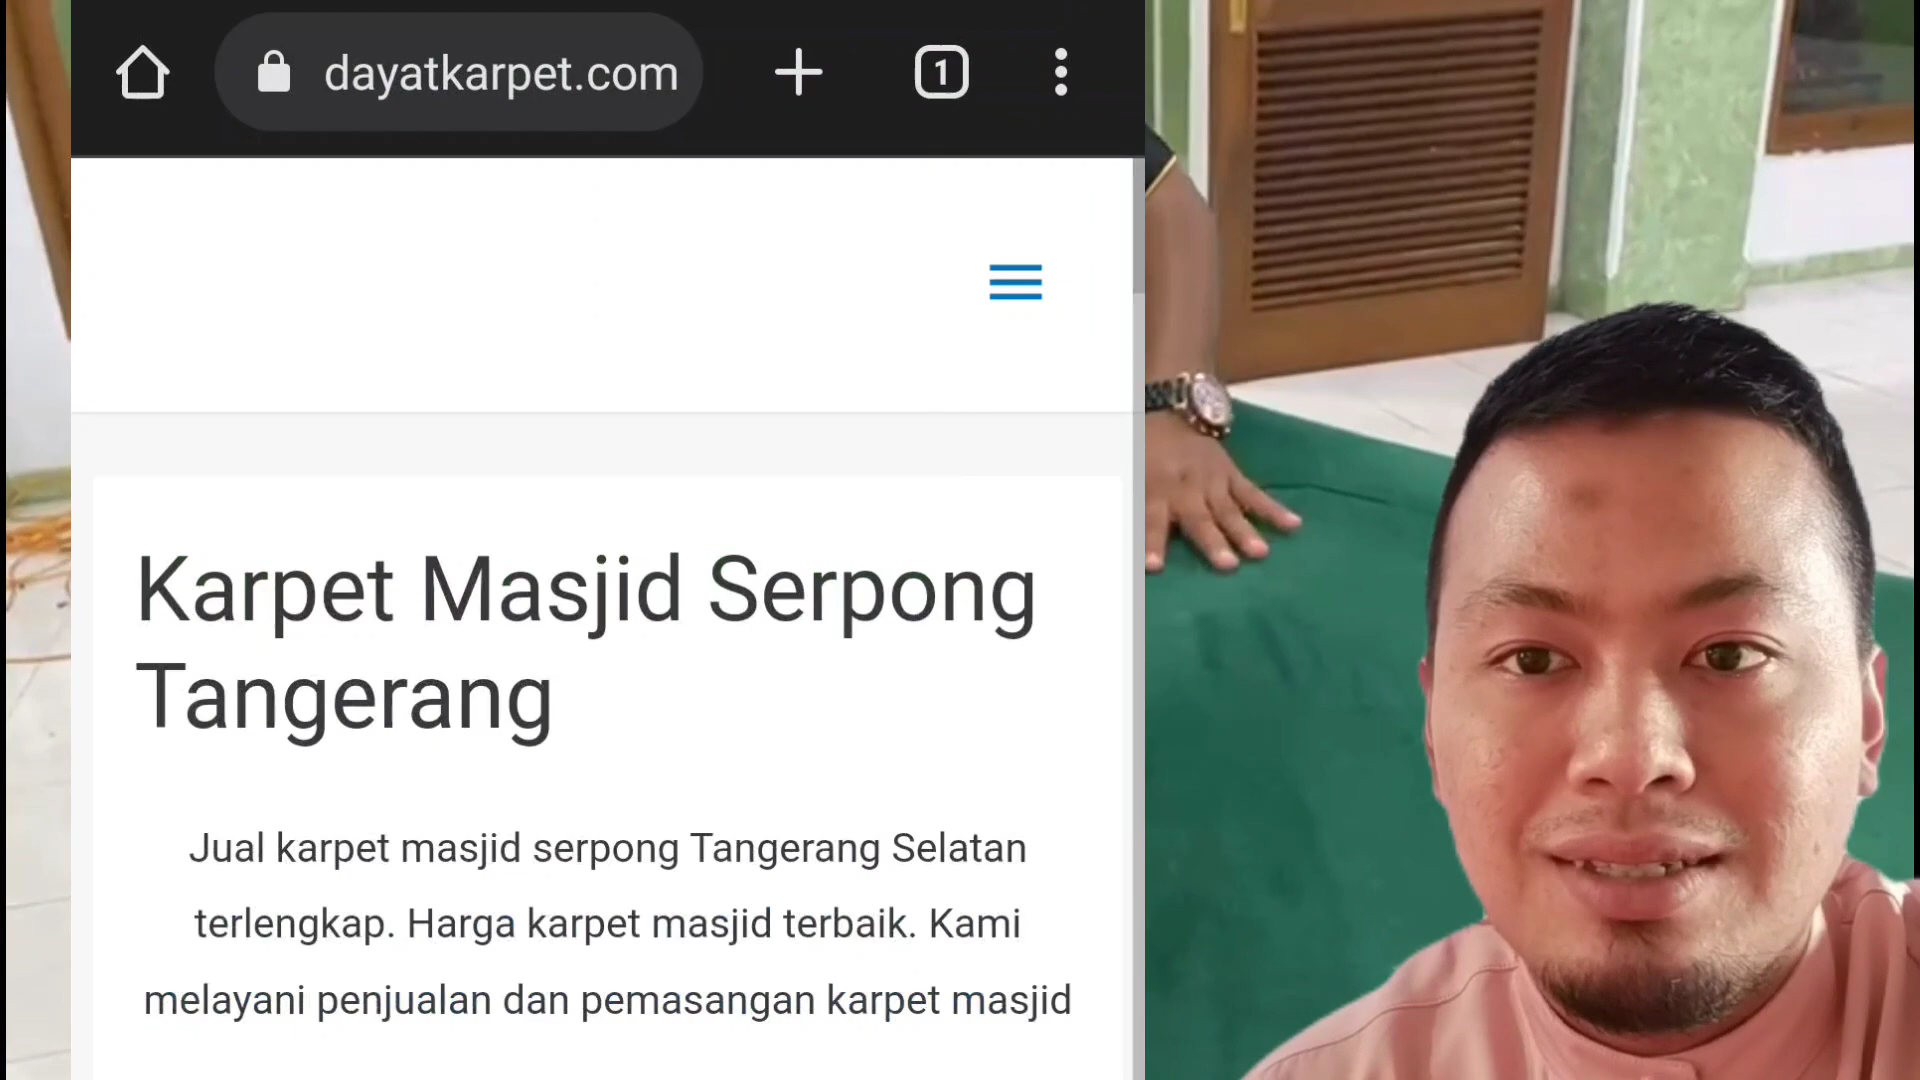 dayatkarpet.com
1
Karpet Masjid Serpong
Tangerang
Jual karpet masjid serpong Tangerang Selatan
terlengkap. Harga karpet masjid terbaik. Kami
melayani penjualan dan pemasangan karpet masjid